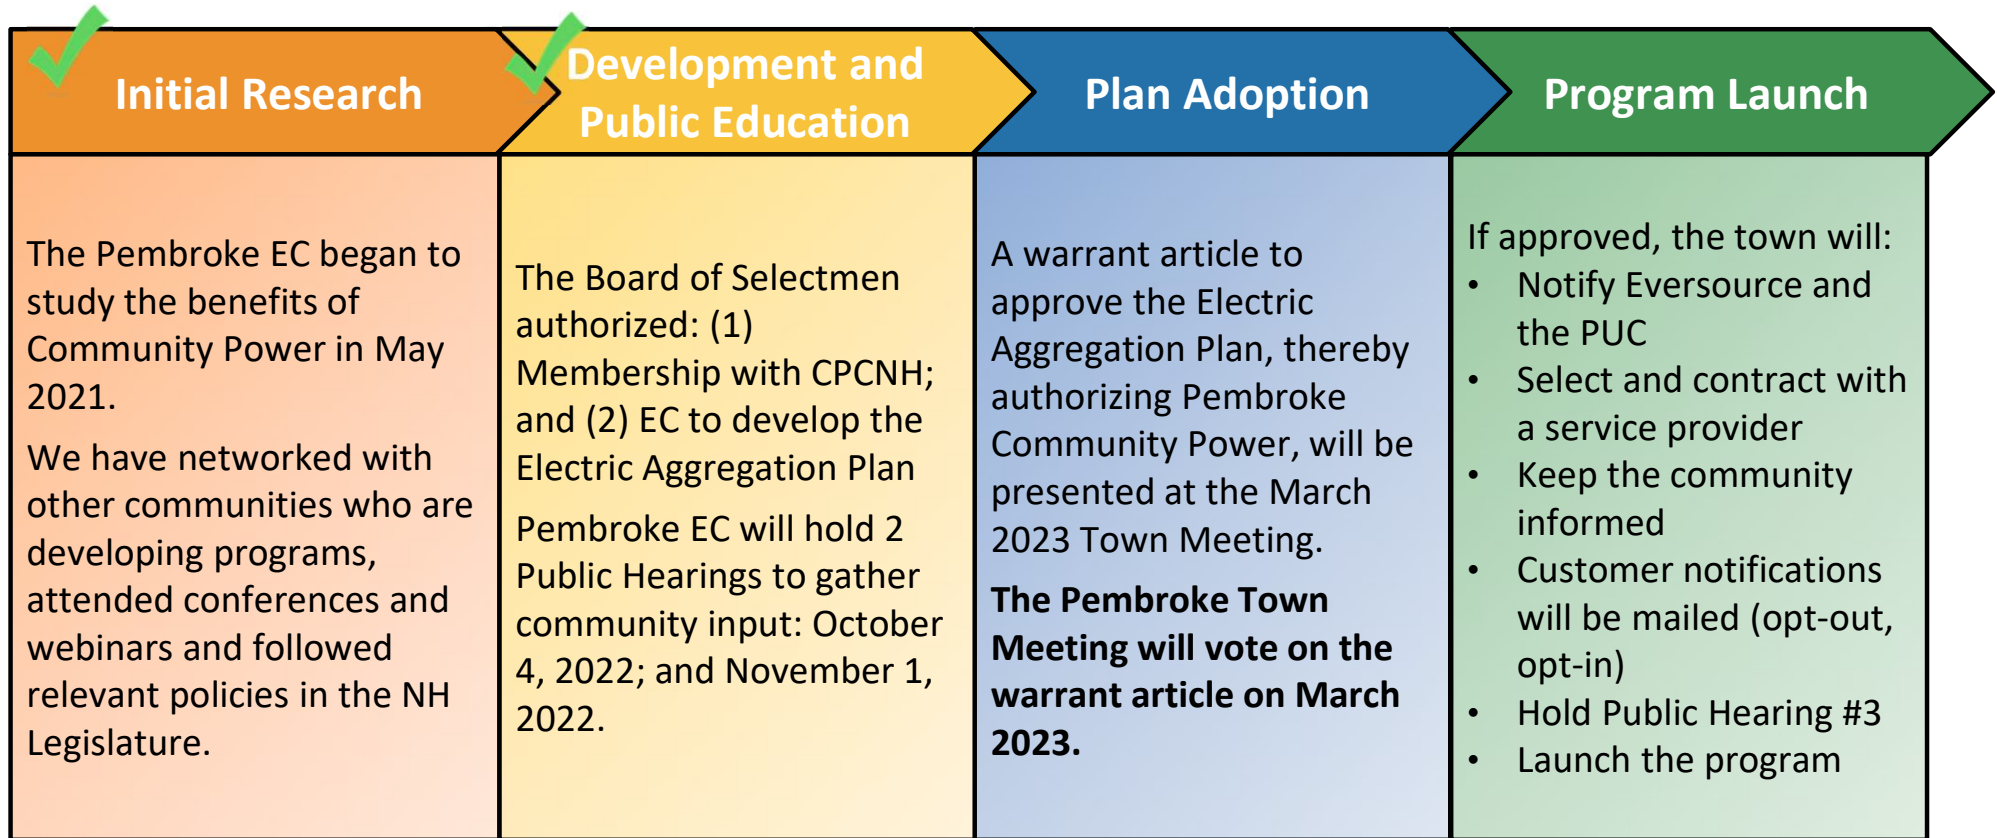 Initial Research
Development and
Public Education
Plan Adoption
Program Launch
The Pembroke EC began to
study the benefits of
Community Power in May
2021.
We have networked with
other communities who are
developing programs,
attended conferences and
webinars and followed
relevant policies in the NH
Legislature.
The Board of Selectmen
authorized: (1)
Membership with CPCNH;
and (2) EC to develop the
Electric Aggregation Plan
Pembroke EC will hold 2
Public Hearings to gather
community input: October
4, 2022; and November 1,
2022.
A warrant article to
approve the Electric
Aggregation Plan, thereby
authorizing Pembroke
Community Power, will be
presented at the March
2023 Town Meeting.
The Pembroke Town
Meeting will vote on the
warrant article on March
2023.
If approved, the town will:
• Notify Eversource and
the PUC
• Select and contract with
a service provider
• Keep the community
informed
• Customer notifications
will be mailed (opt-out,
opt-in)
• Hold Public Hearing #3
• Launch the program